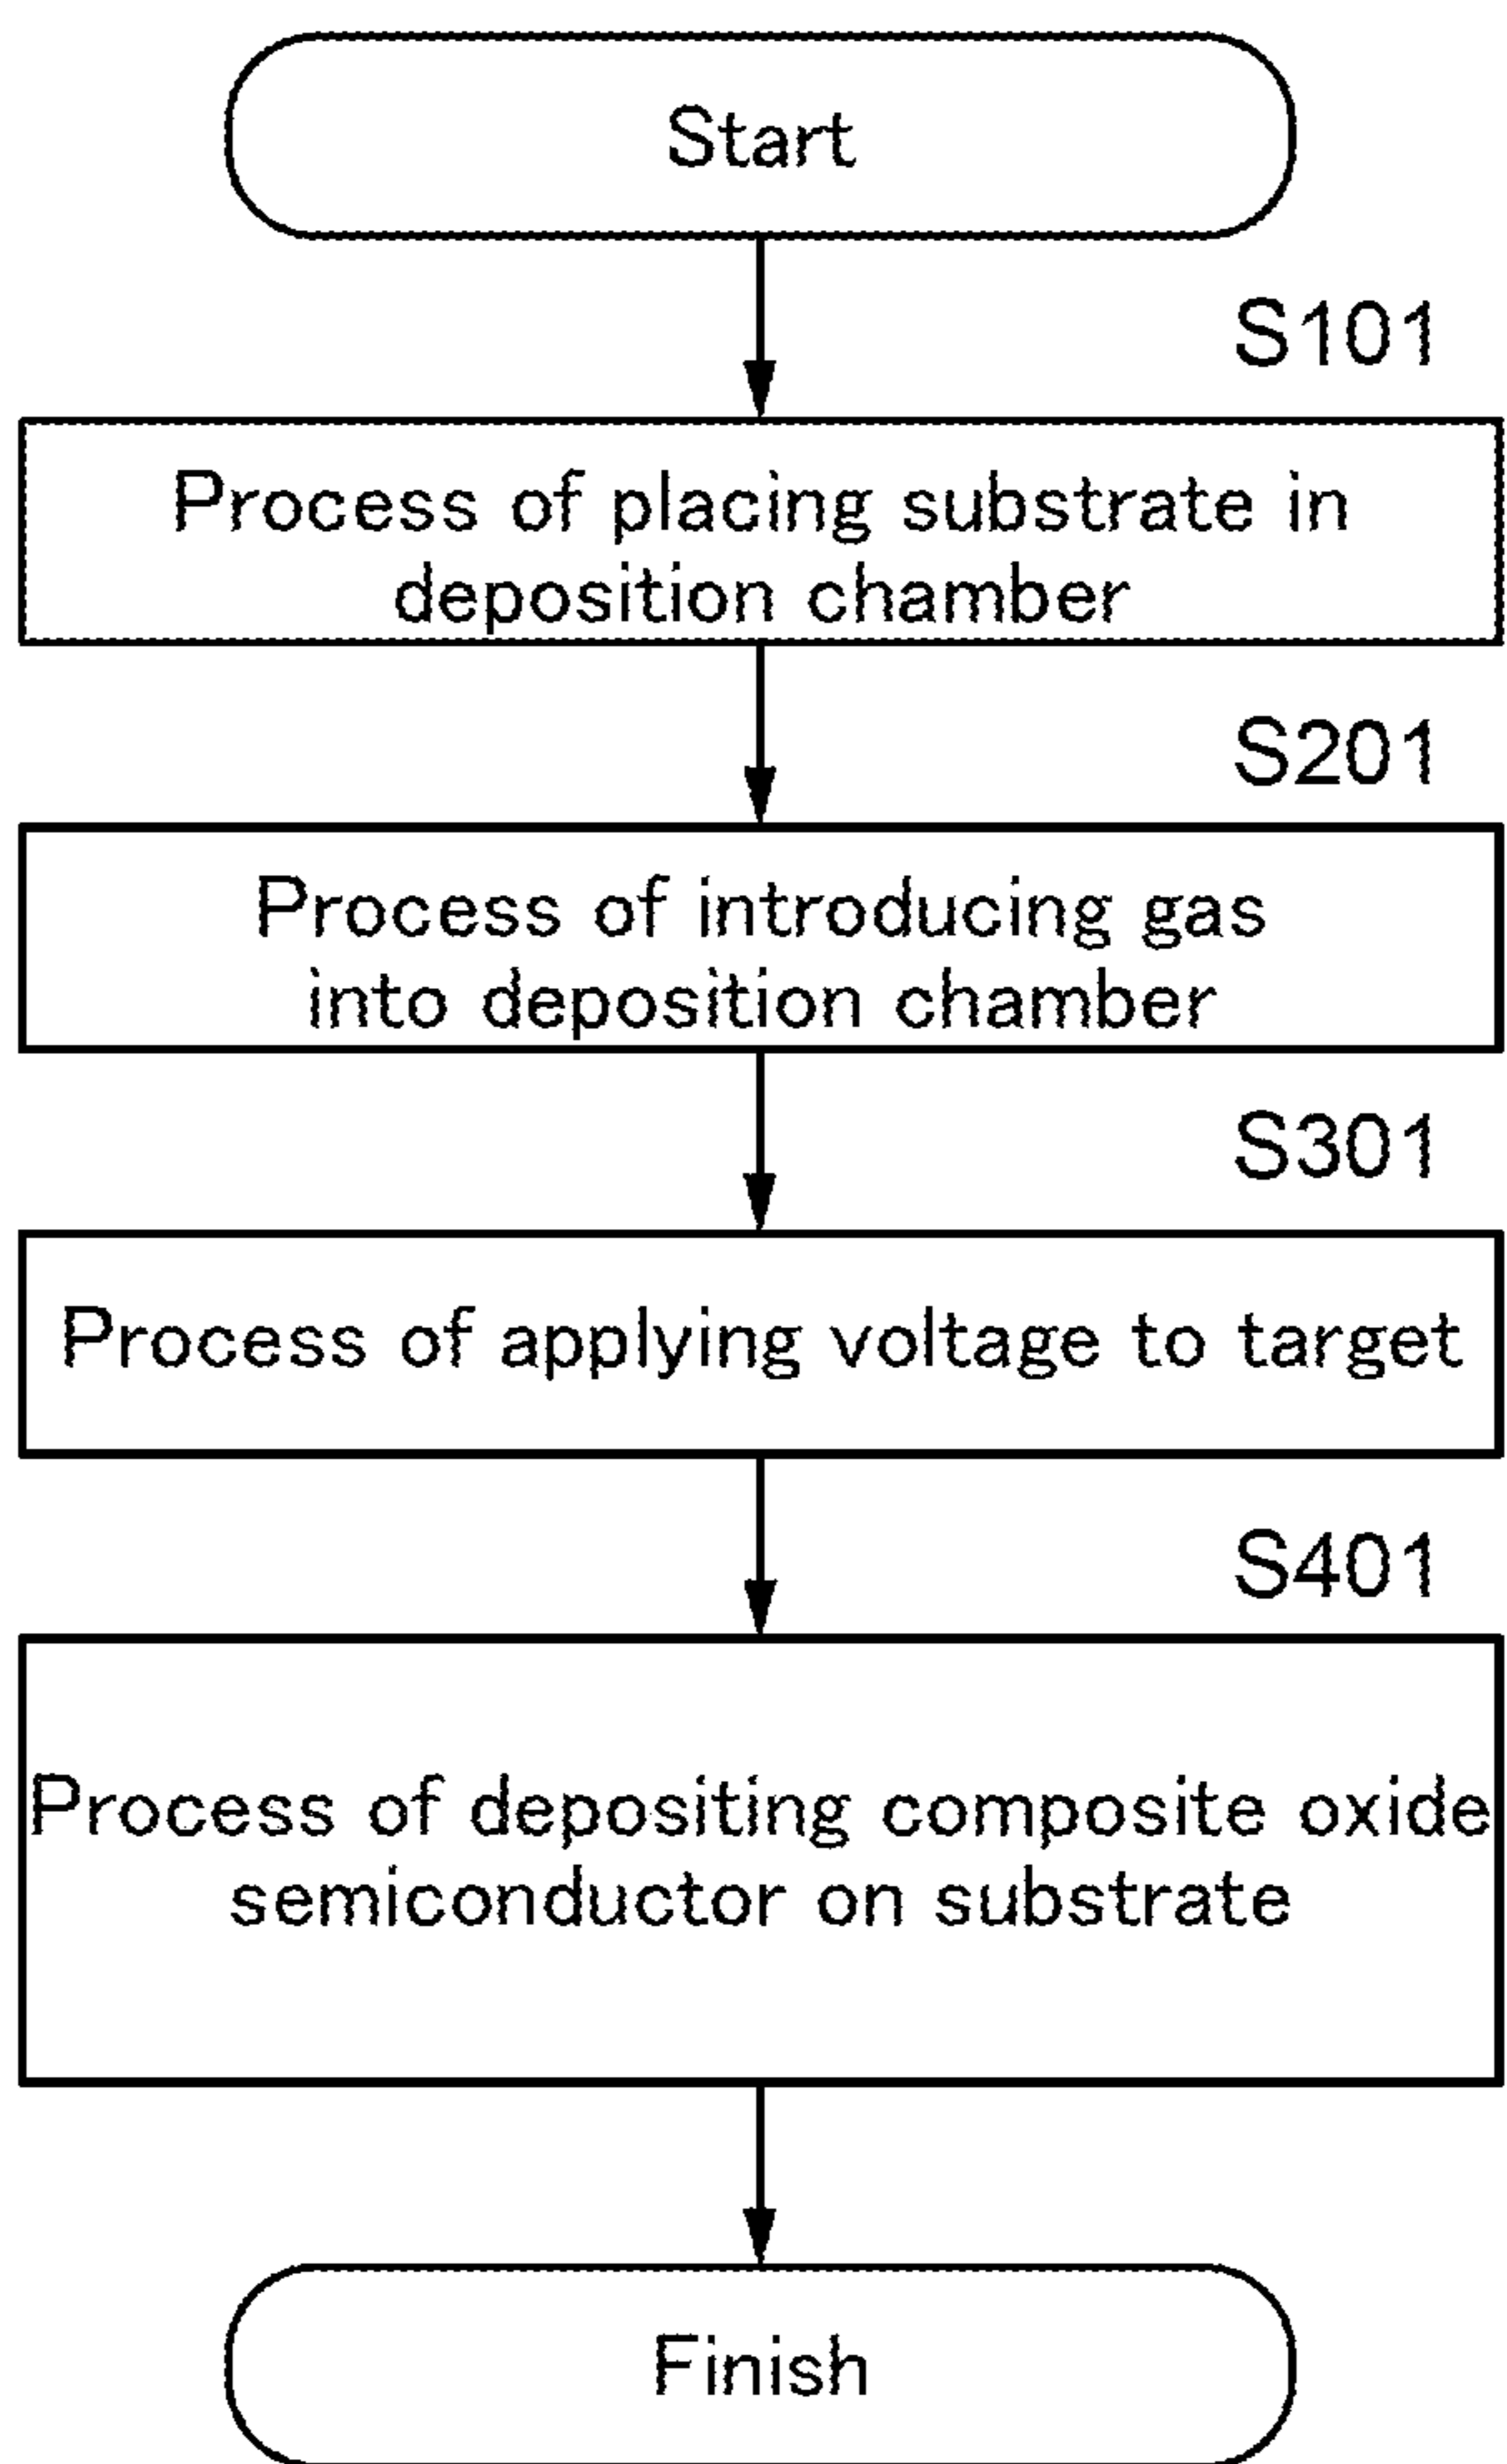 Start
S101
Process of placing substrate in
deposition chamber
S201
Process of introducing gas
into deposition chamber
S301
Process of applying voltage to target
S401
Process of depositing composite oxide
semiconductor on substrate
Finish